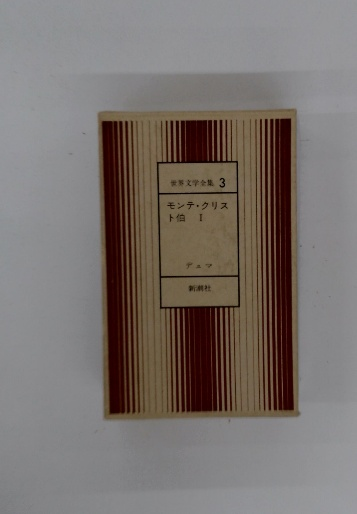 世界文学全集 3
モンテ・クリス
ト伯 I
デュマ
新潮社